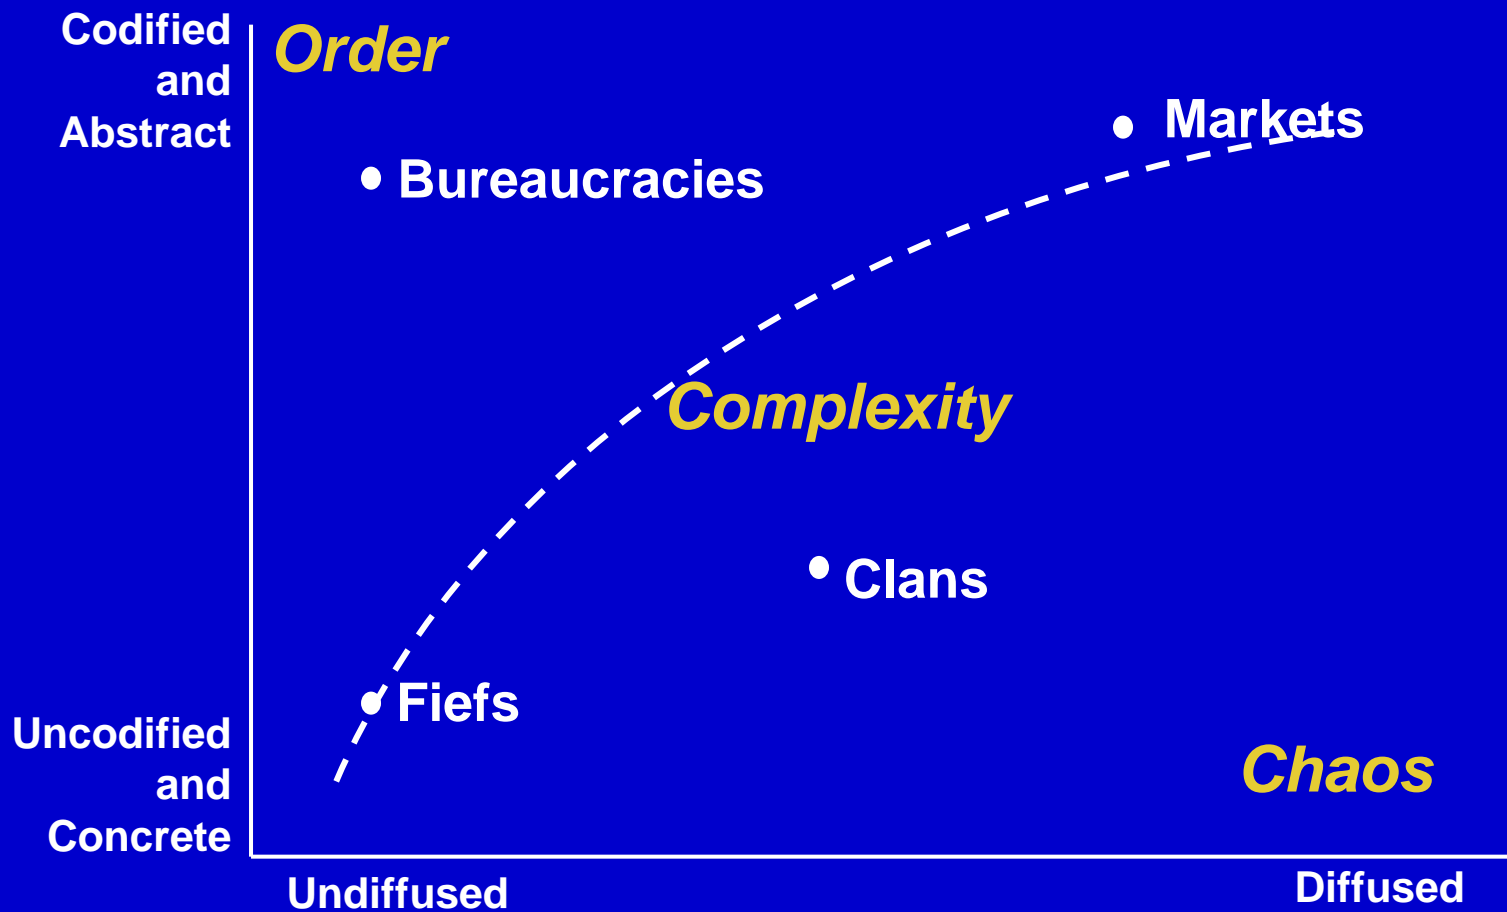 Codified
and
Abstract
Order
Markets
Bureaucracies
Complexity
Clans
Fiefs
Uncodified
and
Concrete
Chaos
Undiffused
Diffused